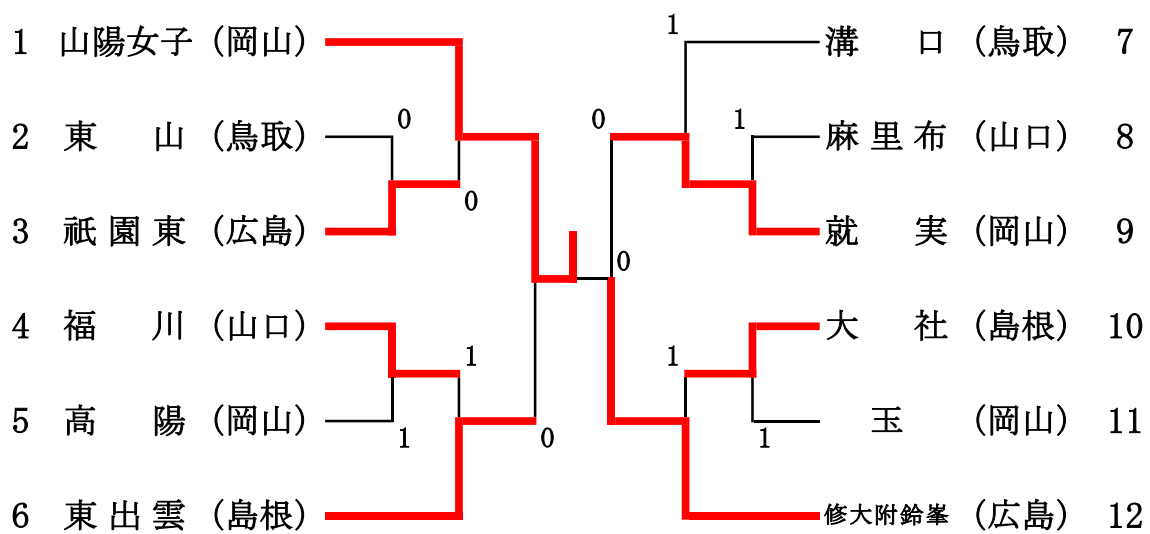 1 山陽女子 (岡山)
2 東山 (鳥取)
3 祇園東 (広島)
4 福川 (山口)
5 高陽 (岡山)
6 東出雲 (島根)
0
0
1
1
0
1
0
1
0
1
1
溝口 (鳥取) 7
麻里布 (山口) 8
就実 (岡山) 9
大社 (島根) 10
玉 (岡山) 11
修大附鈴峯 (広島) 12